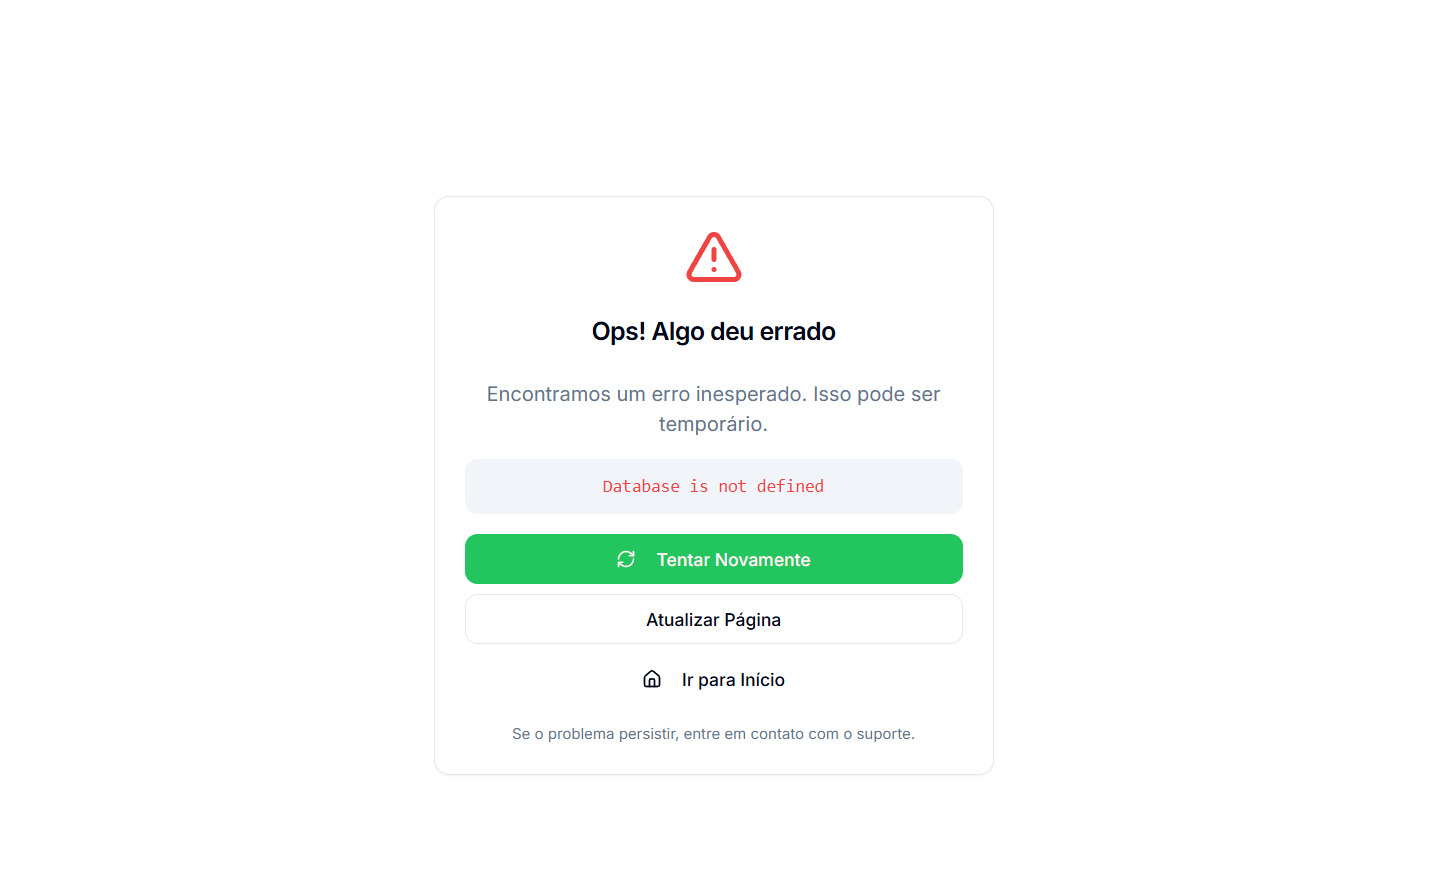 Ops! Algo deu errado
Encontramos um erro inesperado. Isso pode ser
temporário.
Database is not defined
Tentar Novamente
Atualizar Página
Ir para Início
Se o problema persistir, entre em contato com o suporte.